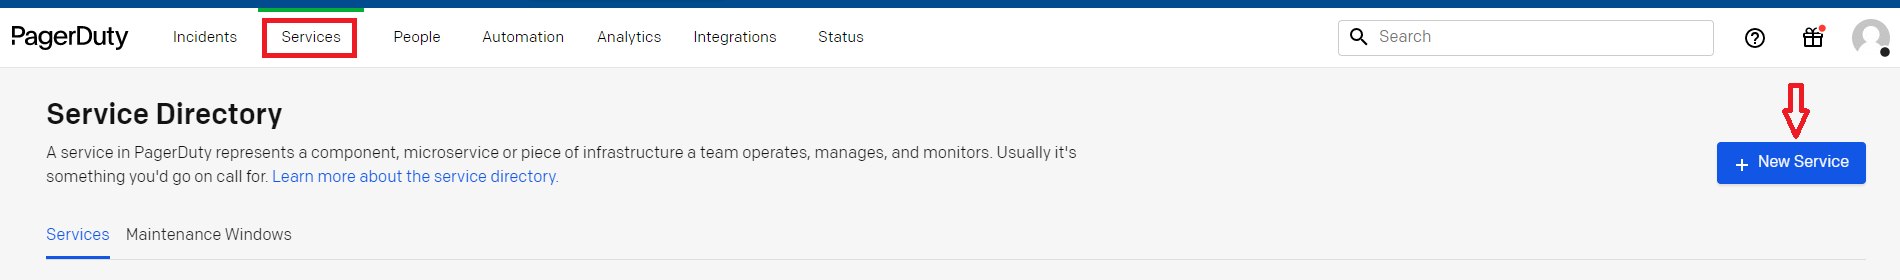 PagerDuty Incidents Services People Automation Analytics Integrations Status Search
Service Directory
A service in PagerDuty represents a component, microservice or piece of infrastructure a team operates, manages, and monitors. Usually it's
something you'd go on call for. Learn more about the service directory.
+ New Service
Services Maintenance Windows